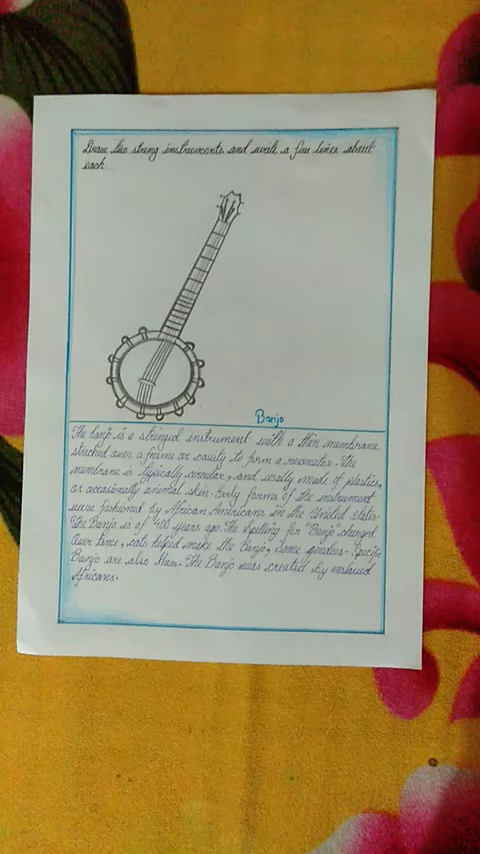 Draw two string instruments and write a few lines about
each
Banjo
The banjo is a stringed instrument with a thin membrane
streched over a frame or cavity to form a resonator. The
membrane is typically circular, and usually made of plastics,
or occasionally animal skin. Early forms of the instrument
were fashioned by African Americans in the United states.
The Banjo is of 400 years ago. The Spelling for "Banjo" changed
Over time, cats helped make the Banjo, Some genders-Specific
Banjo are also there. The Banjo was created by enslaved
Africans.